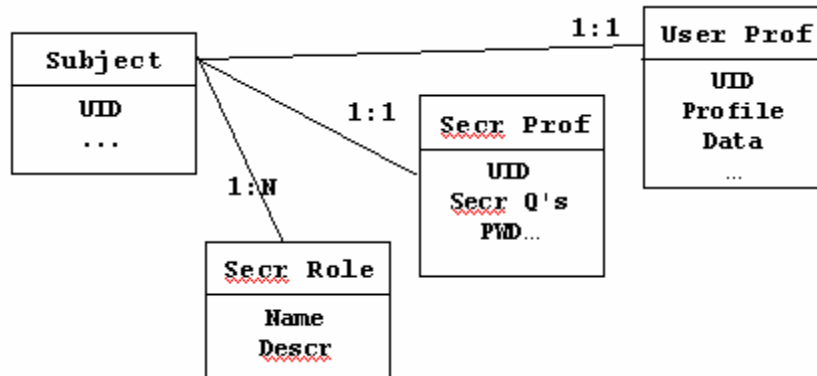 Subject
UID
...
1:1
User Prof
UID
Profile
Data
...
1:1
Secr Prof
UID
Secr Q's
PWD...
1:N
Secr Role
Name
Descr